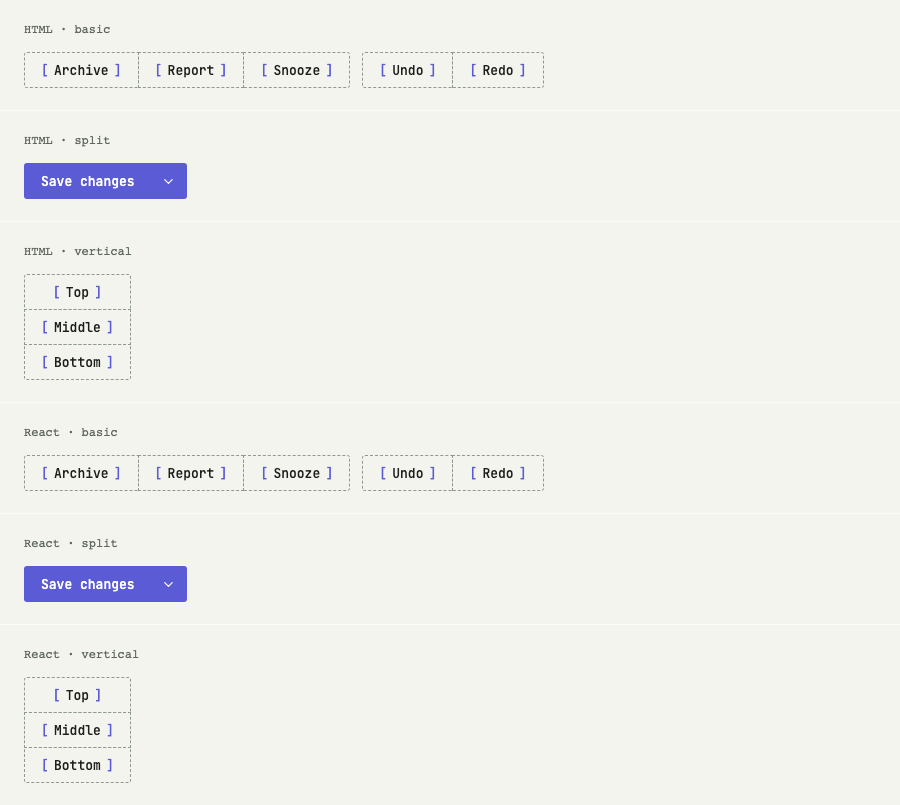 HTML · basic
[ Archive ] [ Report ] [ Snooze ] [ Undo ] [ Redo ]
HTML · split
Save changes
HTML · vertical
[ Top ]
[ Middle ]
[ Bottom ]
React · basic
[ Archive ] [ Report ] [ Snooze ] [ Undo ] [ Redo ]
React · split
Save changes
React · vertical
[ Top ]
[ Middle ]
[ Bottom ]